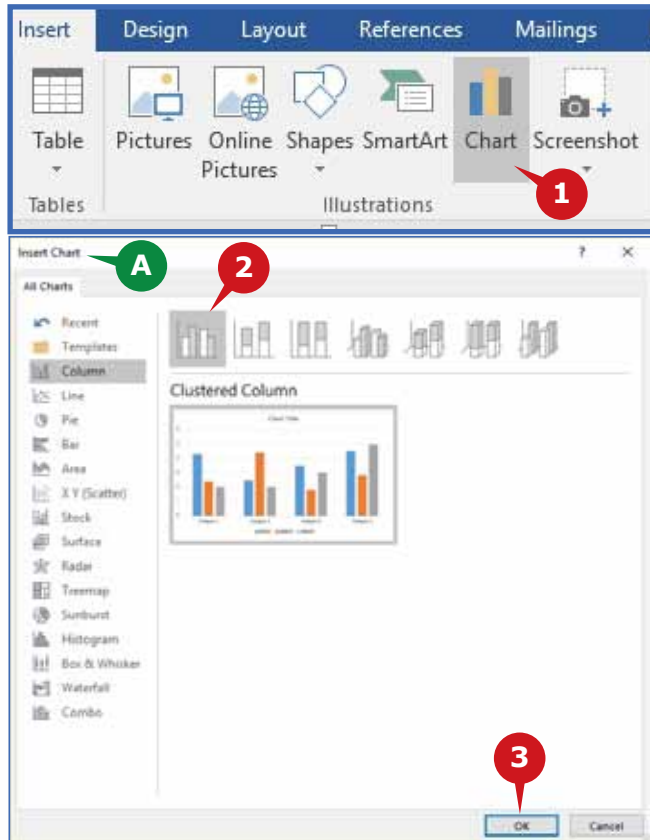 Insert Design Layout References Mailings
Table Pictures Online Pictures Shapes SmartArt Chart Screenshot
Tables Illustrations
1
Insert Chart ? ×
A
2
All Charts
Recent
Templates
Column
Line
Pie
Bar
Area
X Y (Scatter)
Stock
Surface
Radar
Treemap
Sunburst
Histogram
Box & Whisker
Waterfall
Combo
Clustered Column
Chart Title
3
OK Cancel